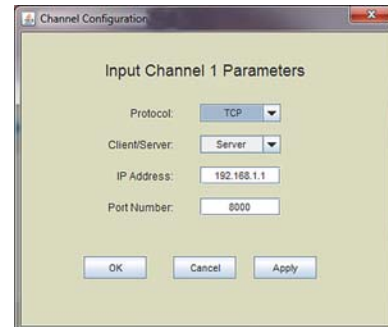 Channel Configuration
Input Channel 1 Parameters
Protocol: TCP
Client/Server: Server
IP Address: 192.168.1.1
Port Number: 8000
OK Cancel Apply